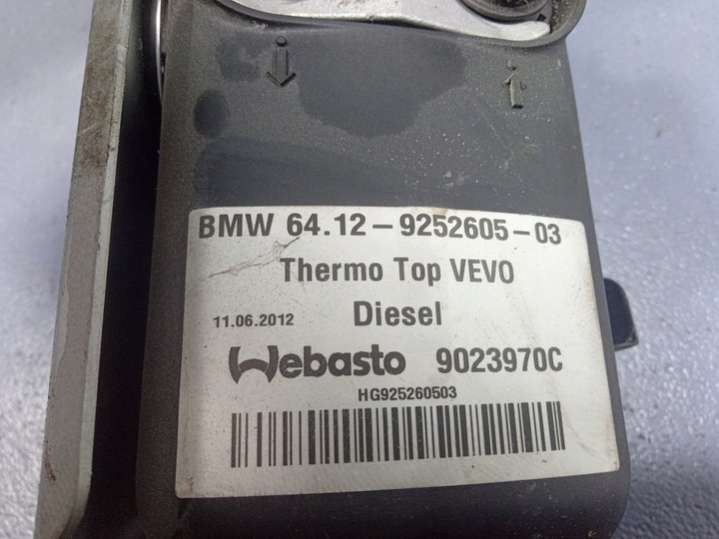 BMW 64.12-9252605-03
Thermo Top VEVO
11.06.2012 Diesel
Webasto 9023970C
HG925260503